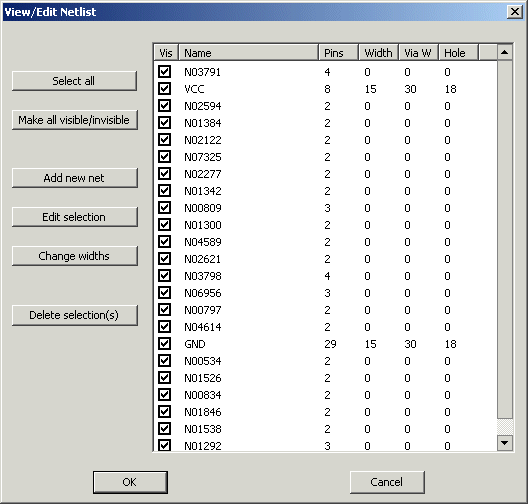 View/Edit Netlist
Vis Name Pins Width Via W Hole
N03791 4 0 0 0
Select all
VCC 8 15 30 18
N02594 2 0 0 0
Make all visible/invisible
N01384 2 0 0 0
N02122 2 0 0 0
N07325 2 0 0 0
Add new net
N02277 2 0 0 0
N01342 2 0 0 0
N00809 3 0 0 0
Edit selection
N01300 2 0 0 0
N04589 2 0 0 0
Change widths
N02621 2 0 0 0
N03798 4 0 0 0
N06956 3 0 0 0
N00797 2 0 0 0
Delete selection(s)
N04614 2 0 0 0
GND 29 15 30 18
N00534 2 0 0 0
N01526 2 0 0 0
N00834 2 0 0 0
N01846 2 0 0 0
N01538 2 0 0 0
N01292 3 0 0 0
OK Cancel